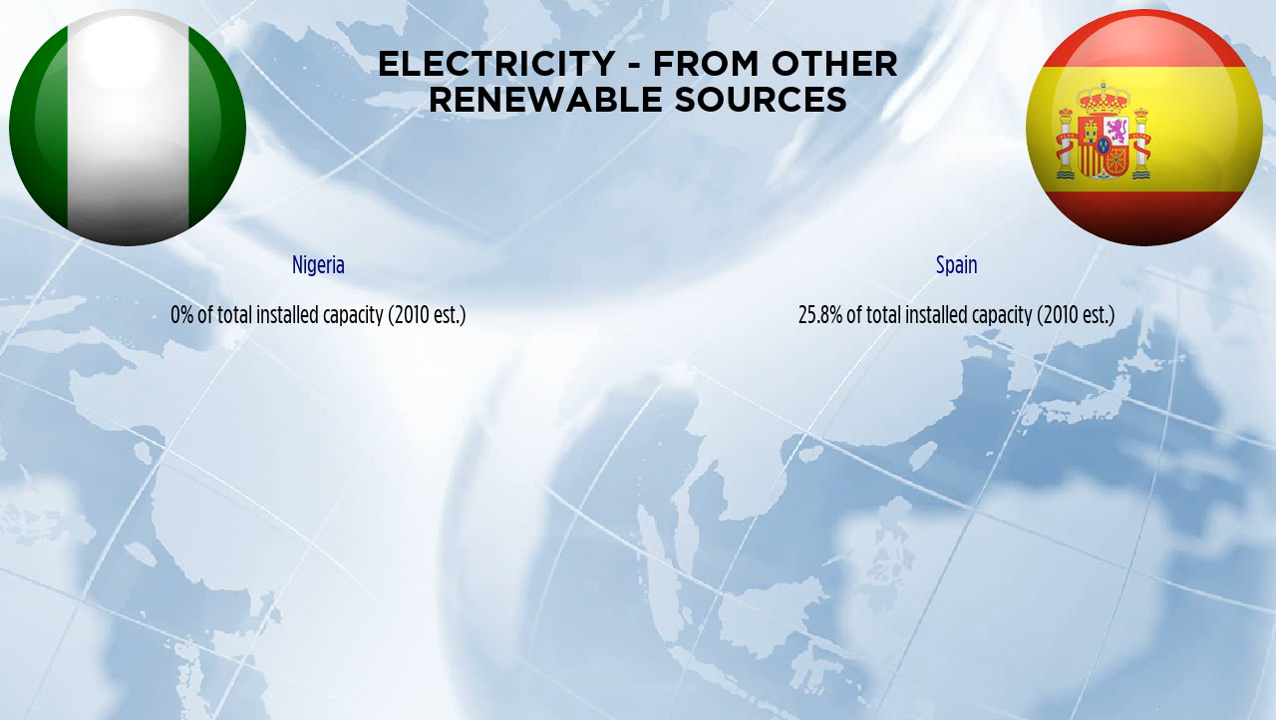 ELECTRICITY - FROM OTHER
RENEWABLE SOURCES
Nigeria
0% of total installed capacity (2010 est.)
Spain
25.8% of total installed capacity (2010 est.)